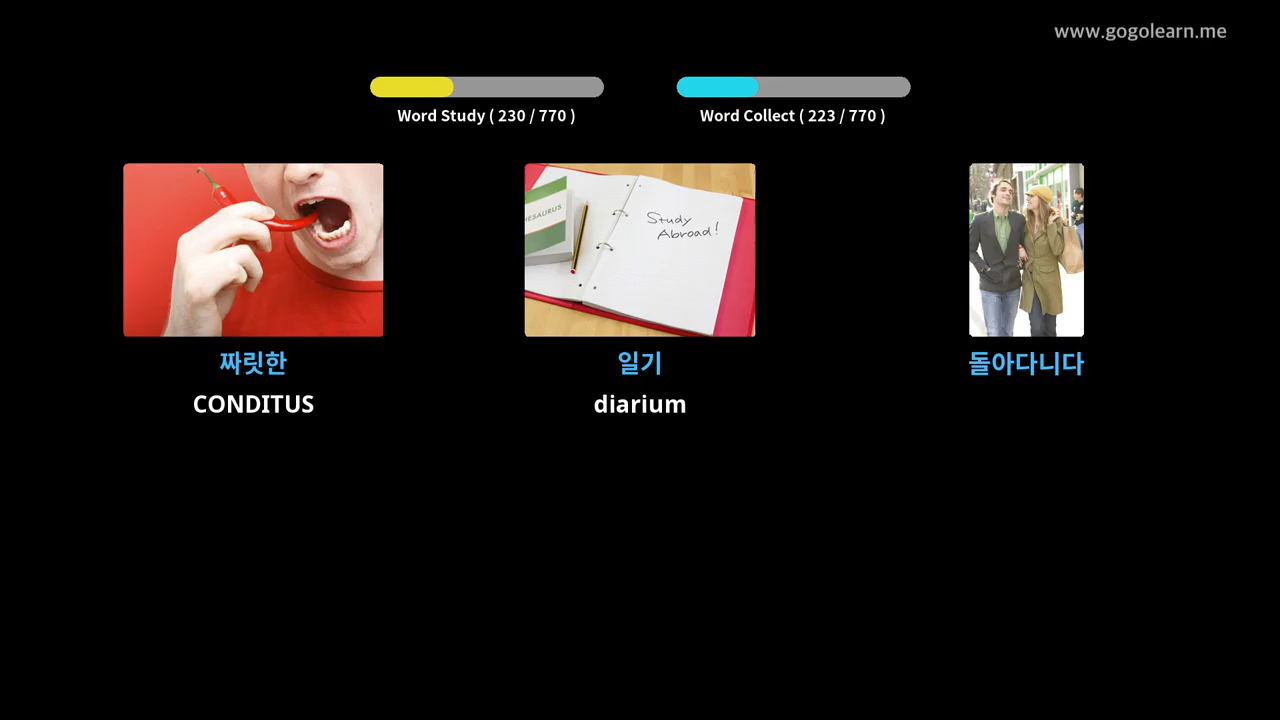 www.gogolearn.me
Word Study ( 230 / 770 )
Word Collect ( 223 / 770 )
HESAURUS
Study
Abroad!
짜릿한
일기
돌아다니다
CONDITUS
diarium